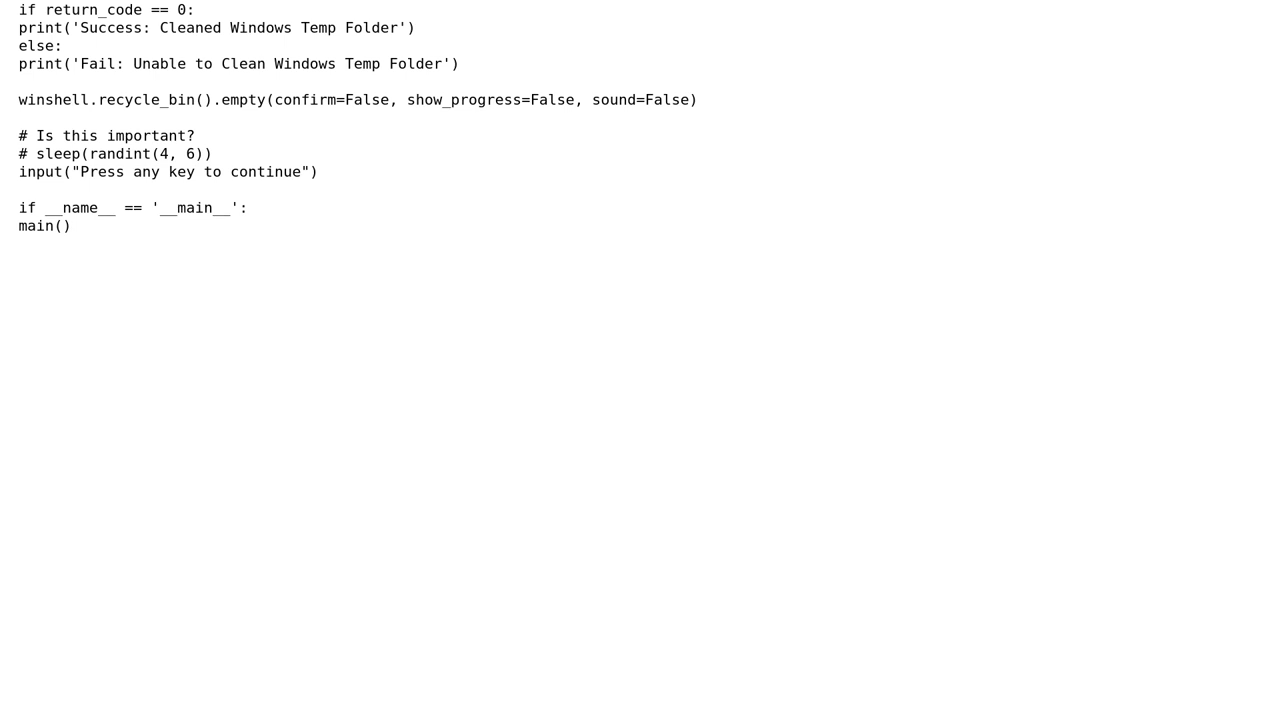 if return_code == 0:
print('Success: Cleaned Windows Temp Folder')
else:
print('Fail: Unable to Clean Windows Temp Folder')

winshell.recycle_bin().empty(confirm=False, show_progress=False, sound=False)

# Is this important?
# sleep(randint(4, 6))
input("Press any key to continue")

if __name__ == '__main__':
main()